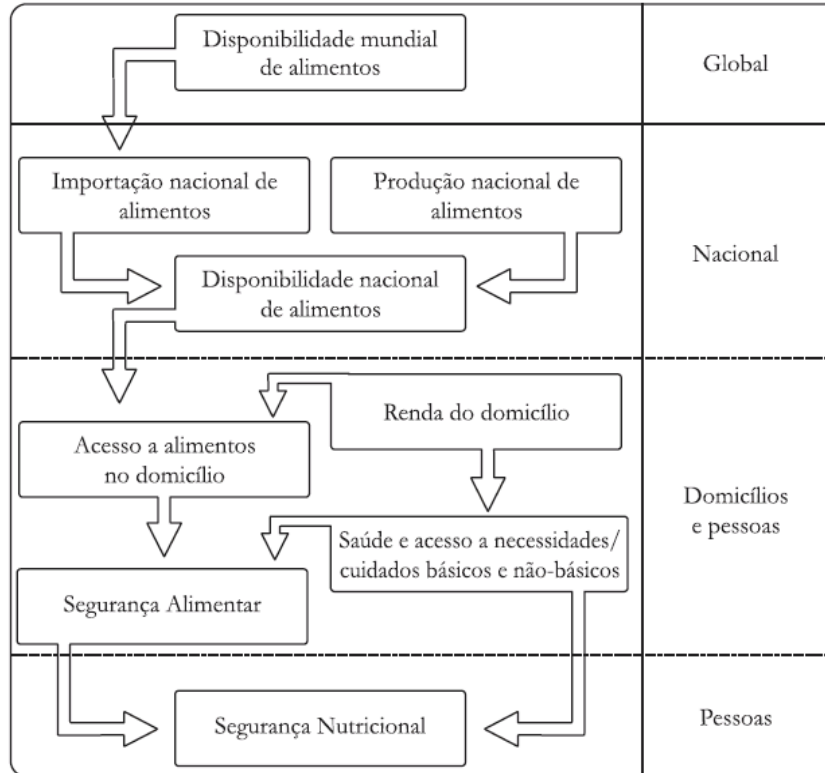 Disponibilidade mundial
de alimentos
Global
Importação nacional de
alimentos
Produção nacional de
alimentos
Disponibilidade nacional
de alimentos
Nacional
Renda do domicílio
Acesso a alimentos
no domicílio
Saúde e acesso a necessidades/
cuidados básicos e não-básicos
Segurança Alimentar
Domicílios
e pessoas
Segurança Nutricional
Pessoas